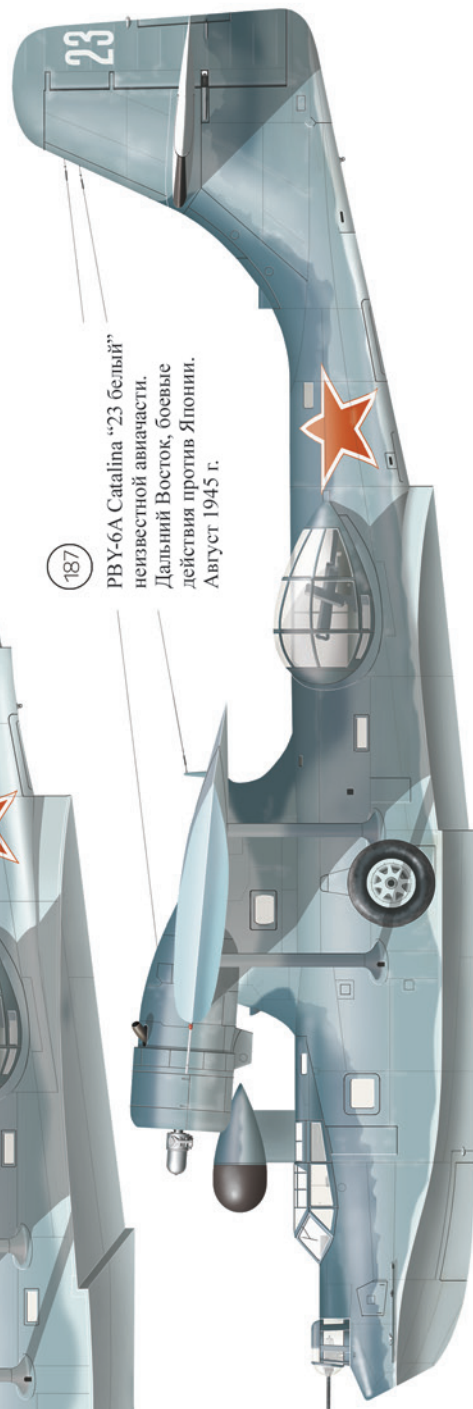 23
187
PBY-6A Catalina “23 белый”
неизвестной авиачасти.
Дальний Восток, боевые
действия против Японии.
Август 1945 г.